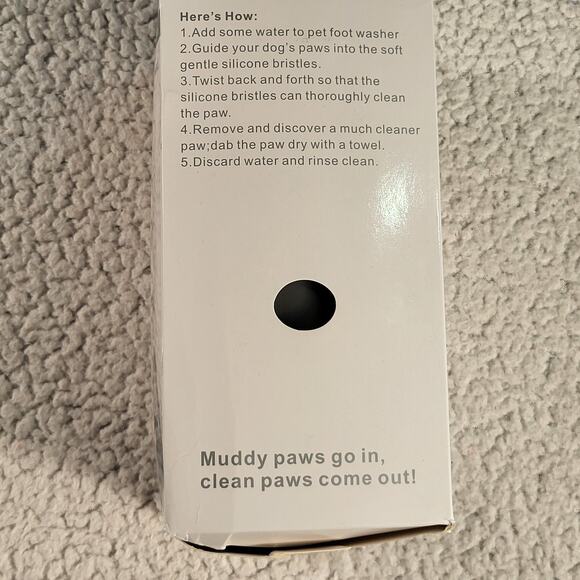 Here's How:
1.Add some water to pet foot washer
2.Guide your dog's paws into the soft
gentle silicone bristles.
3.Twist back and forth so that the
silicone bristles can thoroughly clean
the paw.
4.Remove and discover a much cleaner
paw;dab the paw dry with a towel.
5.Discard water and rinse clean.
Muddy paws go in,
clean paws come out!